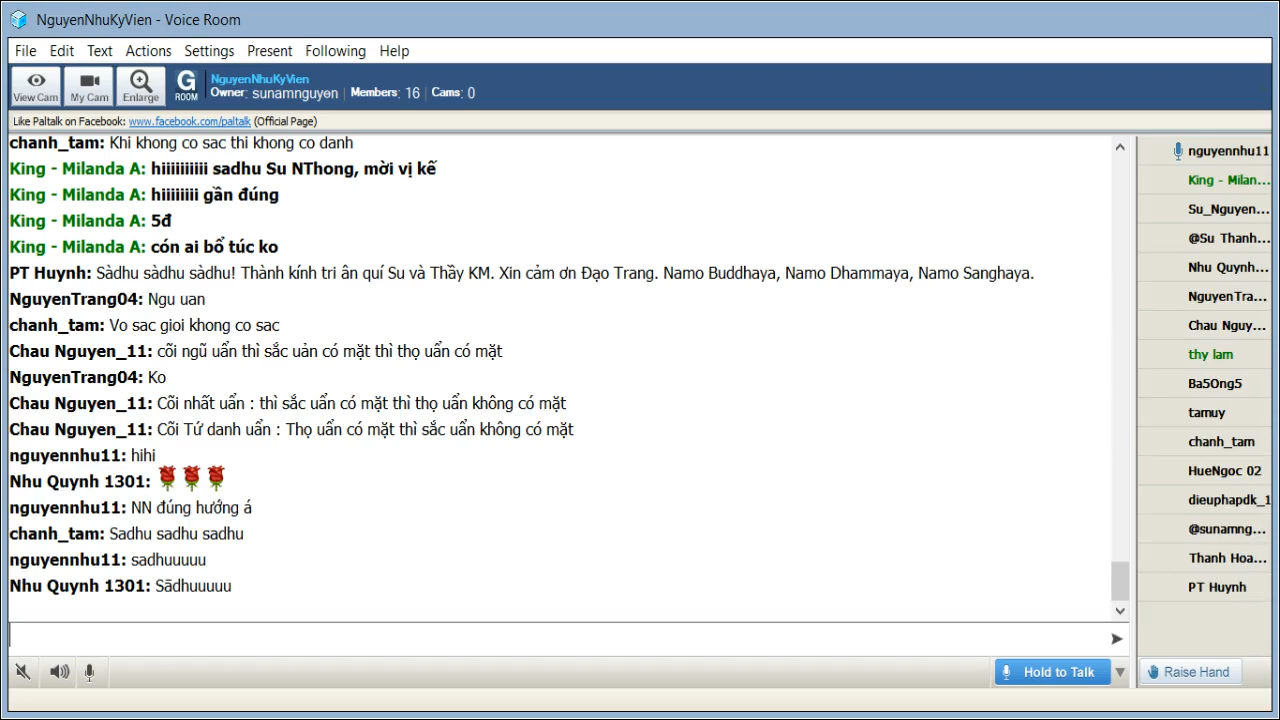 NguyenNhuKyVien - Voice Room
File Edit Text Actions Settings Present Following Help
View Cam My Cam Enlarge G ROOM
NguyenNhuKyVien
Owner: sunamnguyen | Members: 16 | Cams: 0
Like Paltalk on Facebook: www.facebook.com/paltalk (Official Page)
chanh_tam: Khi khong co sac thi khong co danh
King - Milanda A: hiiiiiiiiii sadhu Su NThong, mời vị kế
King - Milanda A: hiiiiiiii gần đúng
King - Milanda A: 5đ
King - Milanda A: cón ai bổ túc ko
PT Huynh: Sàdhu sàdhu sàdhu! Thành kính tri ân quí Su và Thầy KM. Xin cảm ơn Đạo Trang. Namo Buddhaya, Namo Dhammaya, Namo Sanghaya.
NguyenTrang04: Ngu uan
chanh_tam: Vo sac gioi khong co sac
Chau Nguyen_11: cõi ngũ uẩn thì sắc uản có mặt thì thọ uẩn có mặt
NguyenTrang04: Ko
Chau Nguyen_11: Cõi nhất uẩn : thì sắc uẩn có mặt thì thọ uẩn không có mặt
Chau Nguyen_11: Cõi Tứ danh uẩn : Thọ uẩn có mặt thì sắc uẩn không có mặt
nguyennhu11: hihi
Nhu Quynh 1301:
nguyennhu11: NN đúng hướng á
chanh_tam: Sadhu sadhu sadhu
nguyennhu11: sadhuuuuu
Nhu Quynh 1301: Sādhuuuuu
nguyennhu11
King - Milan...
Su_Nguyen...
@Su Thanh...
Nhu Quynh...
NguyenTra...
Chau Nguy...
thy lam
Ba5Ong5
tamuy
chanh_tam
HueNgoc 02
dieuphapdk_1
@sunamng...
Thanh Hoa...
PT Huynh
Hold to Talk
Raise Hand